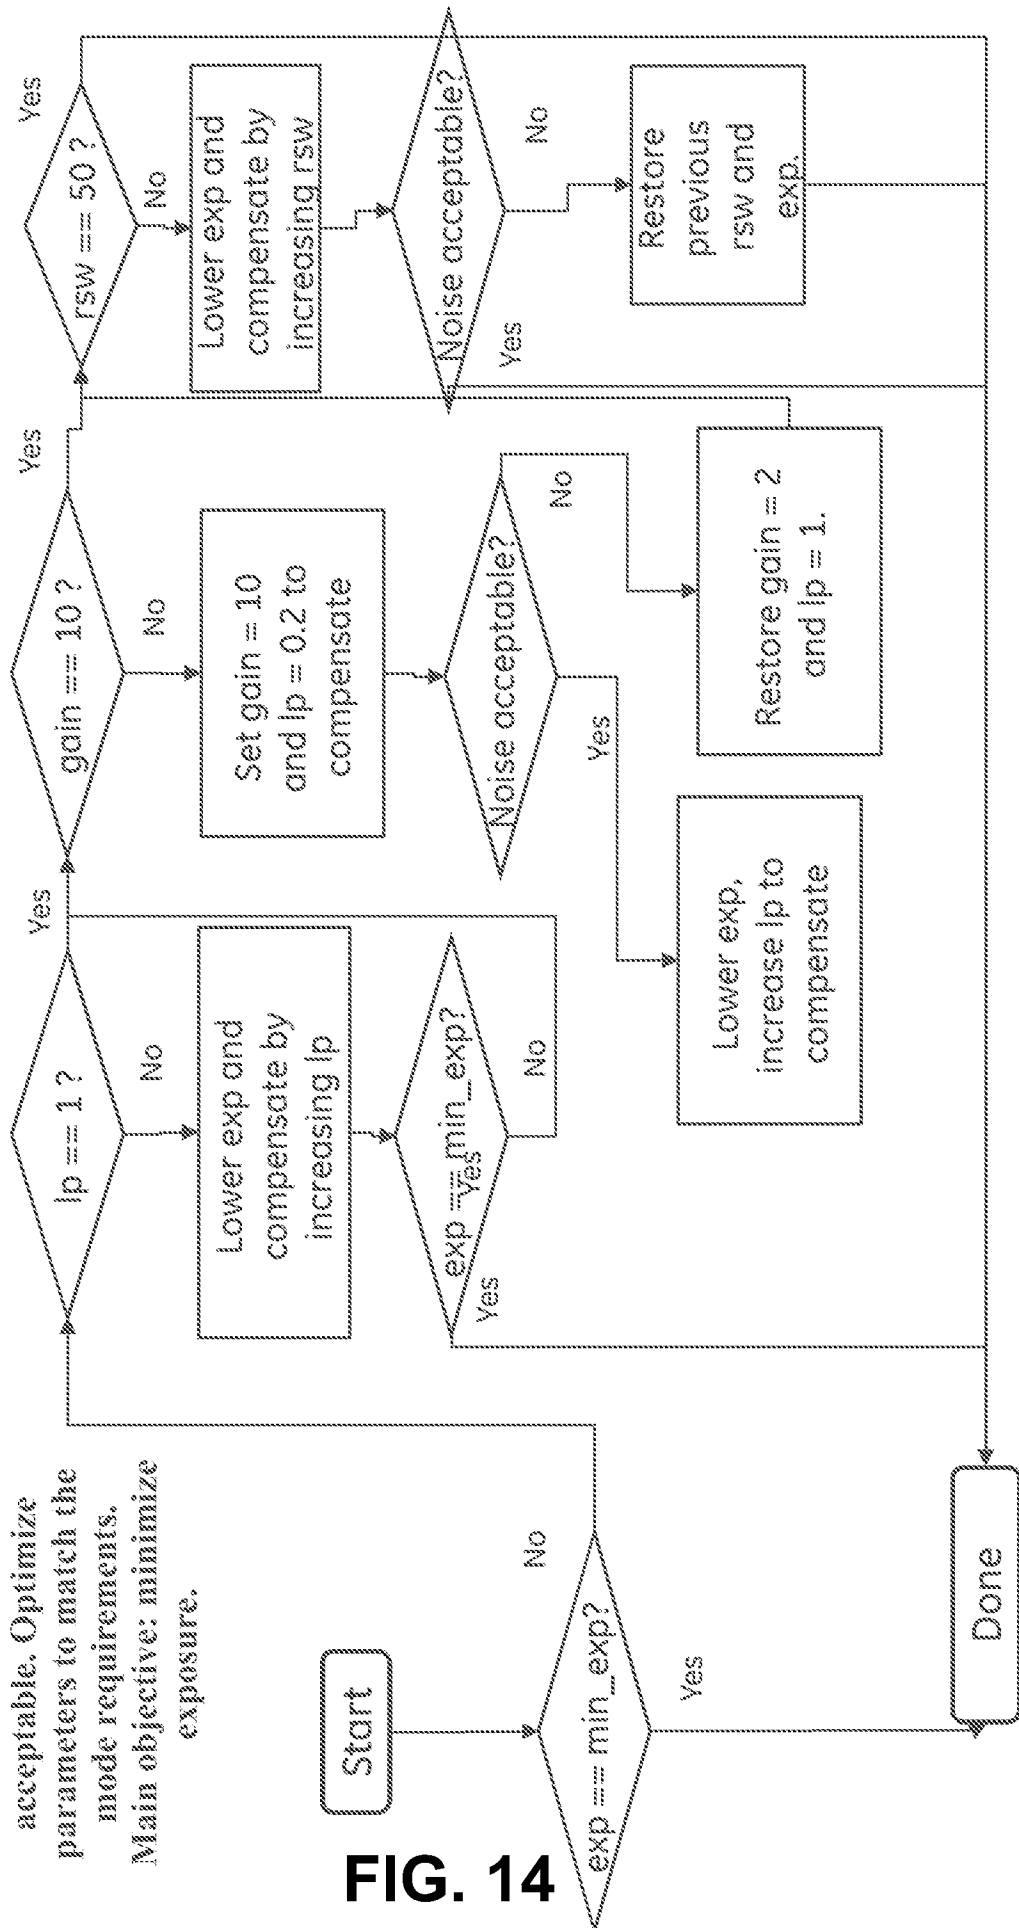 acceptable. Optimize
parameters to match the
mode requirements.
Main objective: minimize
exposure.
Start
exp == min_exp?
No
Yes
Done
lp == 1 ?
Yes
No
Lower exp and
compensate by
increasing lp
exp == min_exp?
Yes
Yes
No
gain == 10 ?
Yes
No
Set gain = 10
and lp = 0.2 to
compensate
Noise acceptable?
No
Yes
Lower exp,
increase lp to
compensate
Restore gain = 2
and lp = 1.
rsw == 50 ?
Yes
No
Lower exp and
compensate by
increasing rsw
Noise acceptable?
Yes
No
Restore
previous
rsw and
exp.
FIG. 14